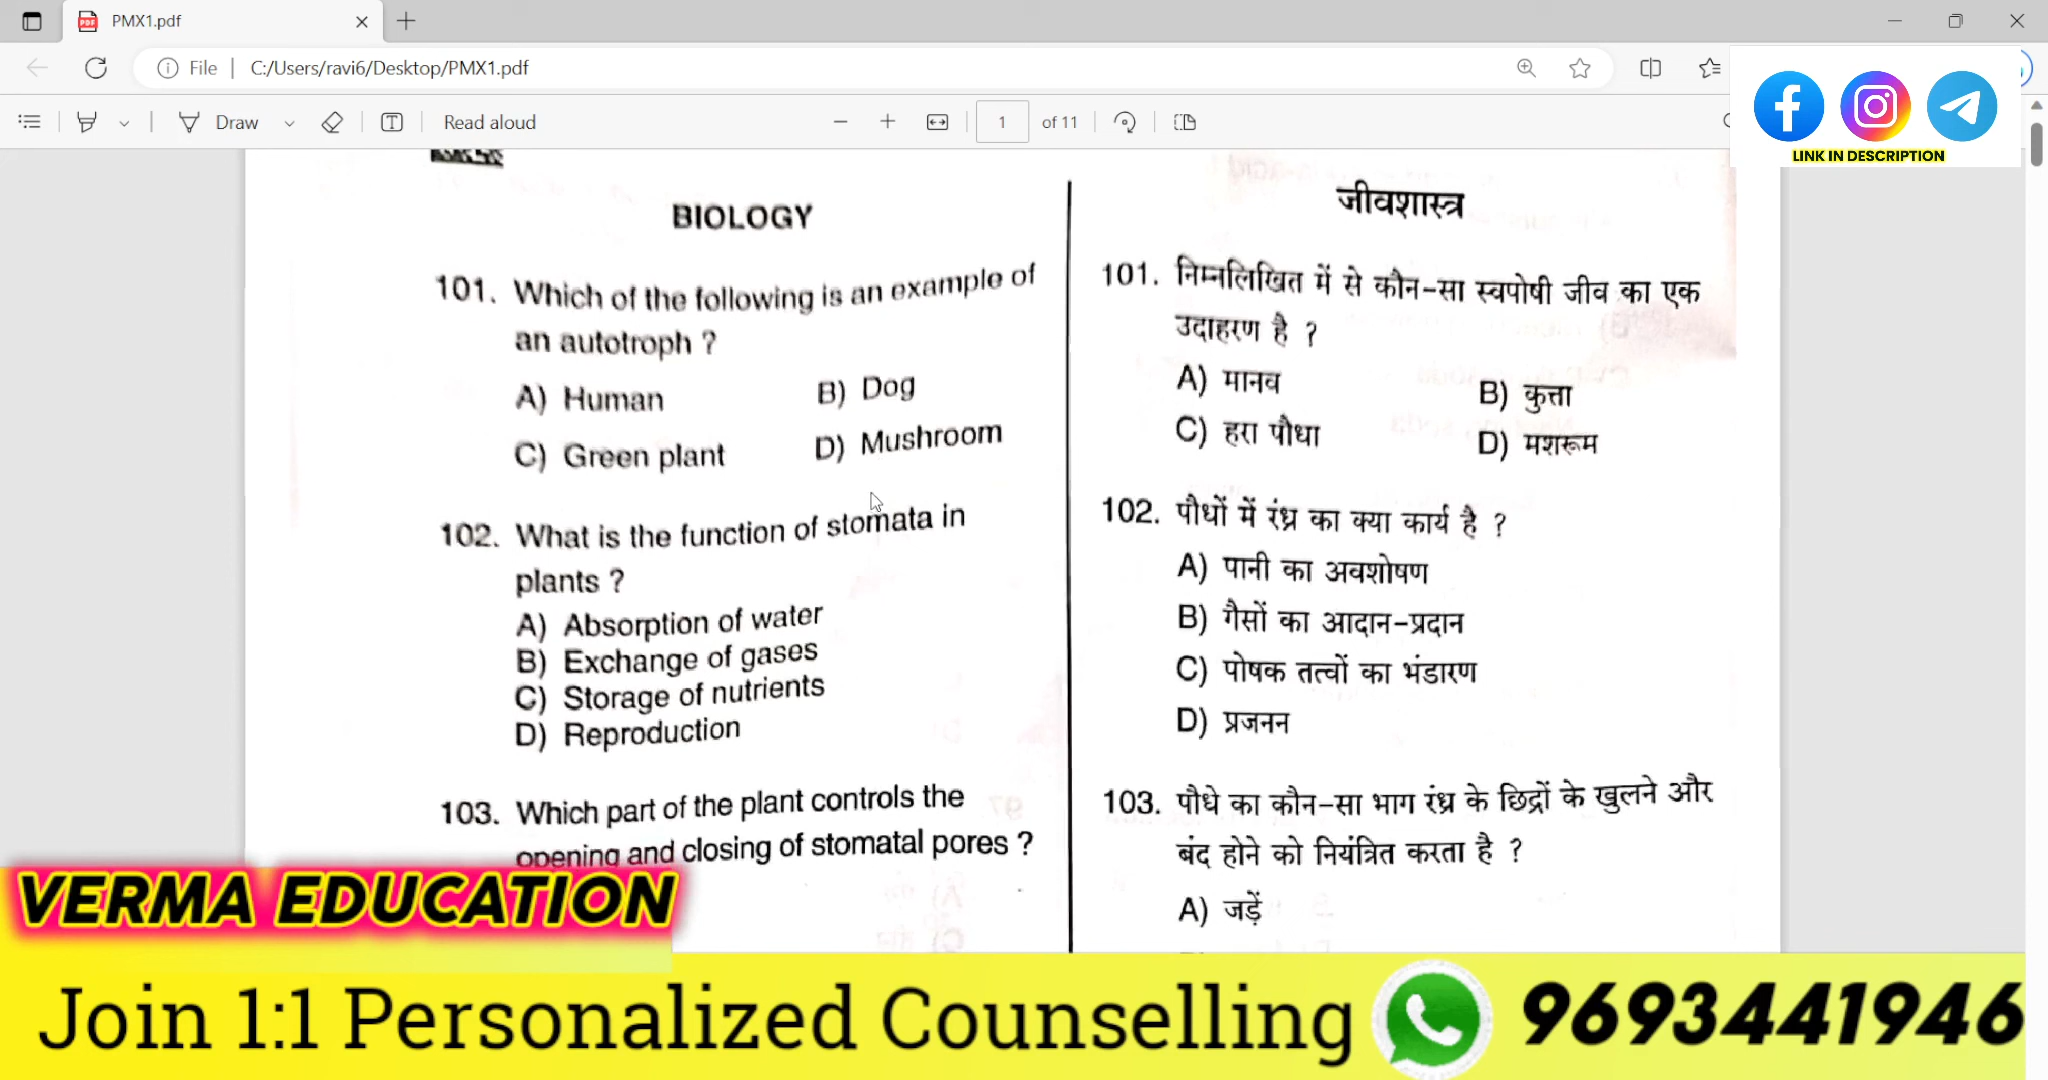 PMX1.pdf
File
C:/Users/ravi6/Desktop/PMX1.pdf
Draw
Read aloud
1
of 11
LINK IN DESCRIPTION
BIOLOGY
101. Which of the following is an example of
an autotroph ?
A) Human
B) Dog
C) Green plant
D) Mushroom
102. What is the function of stomata in
plants ?
A) Absorption of water
B) Exchange of gases
C) Storage of nutrients
D) Reproduction
103. Which part of the plant controls the
opening and closing of stomatal pores ?
जीवशास्त्र
101. निम्नलिखित में से कौन-सा स्वपोषी जीव का एक
उदाहरण है ?
A) मानव
B) कुत्ता
C) हरा पौधा
D) मशरूम
102. पौधों में रंध्र का क्या कार्य है ?
A) पानी का अवशोषण
B) गैसों का आदान-प्रदान
C) पोषक तत्वों का भंडारण
D) प्रजनन
103. पौधे का कौन-सा भाग रंध्र के छिद्रों के खुलने और
बंद होने को नियंत्रित करता है ?
A) जड़ें
VERMA EDUCATION
Join 1:1 Personalized Counselling
9693441946